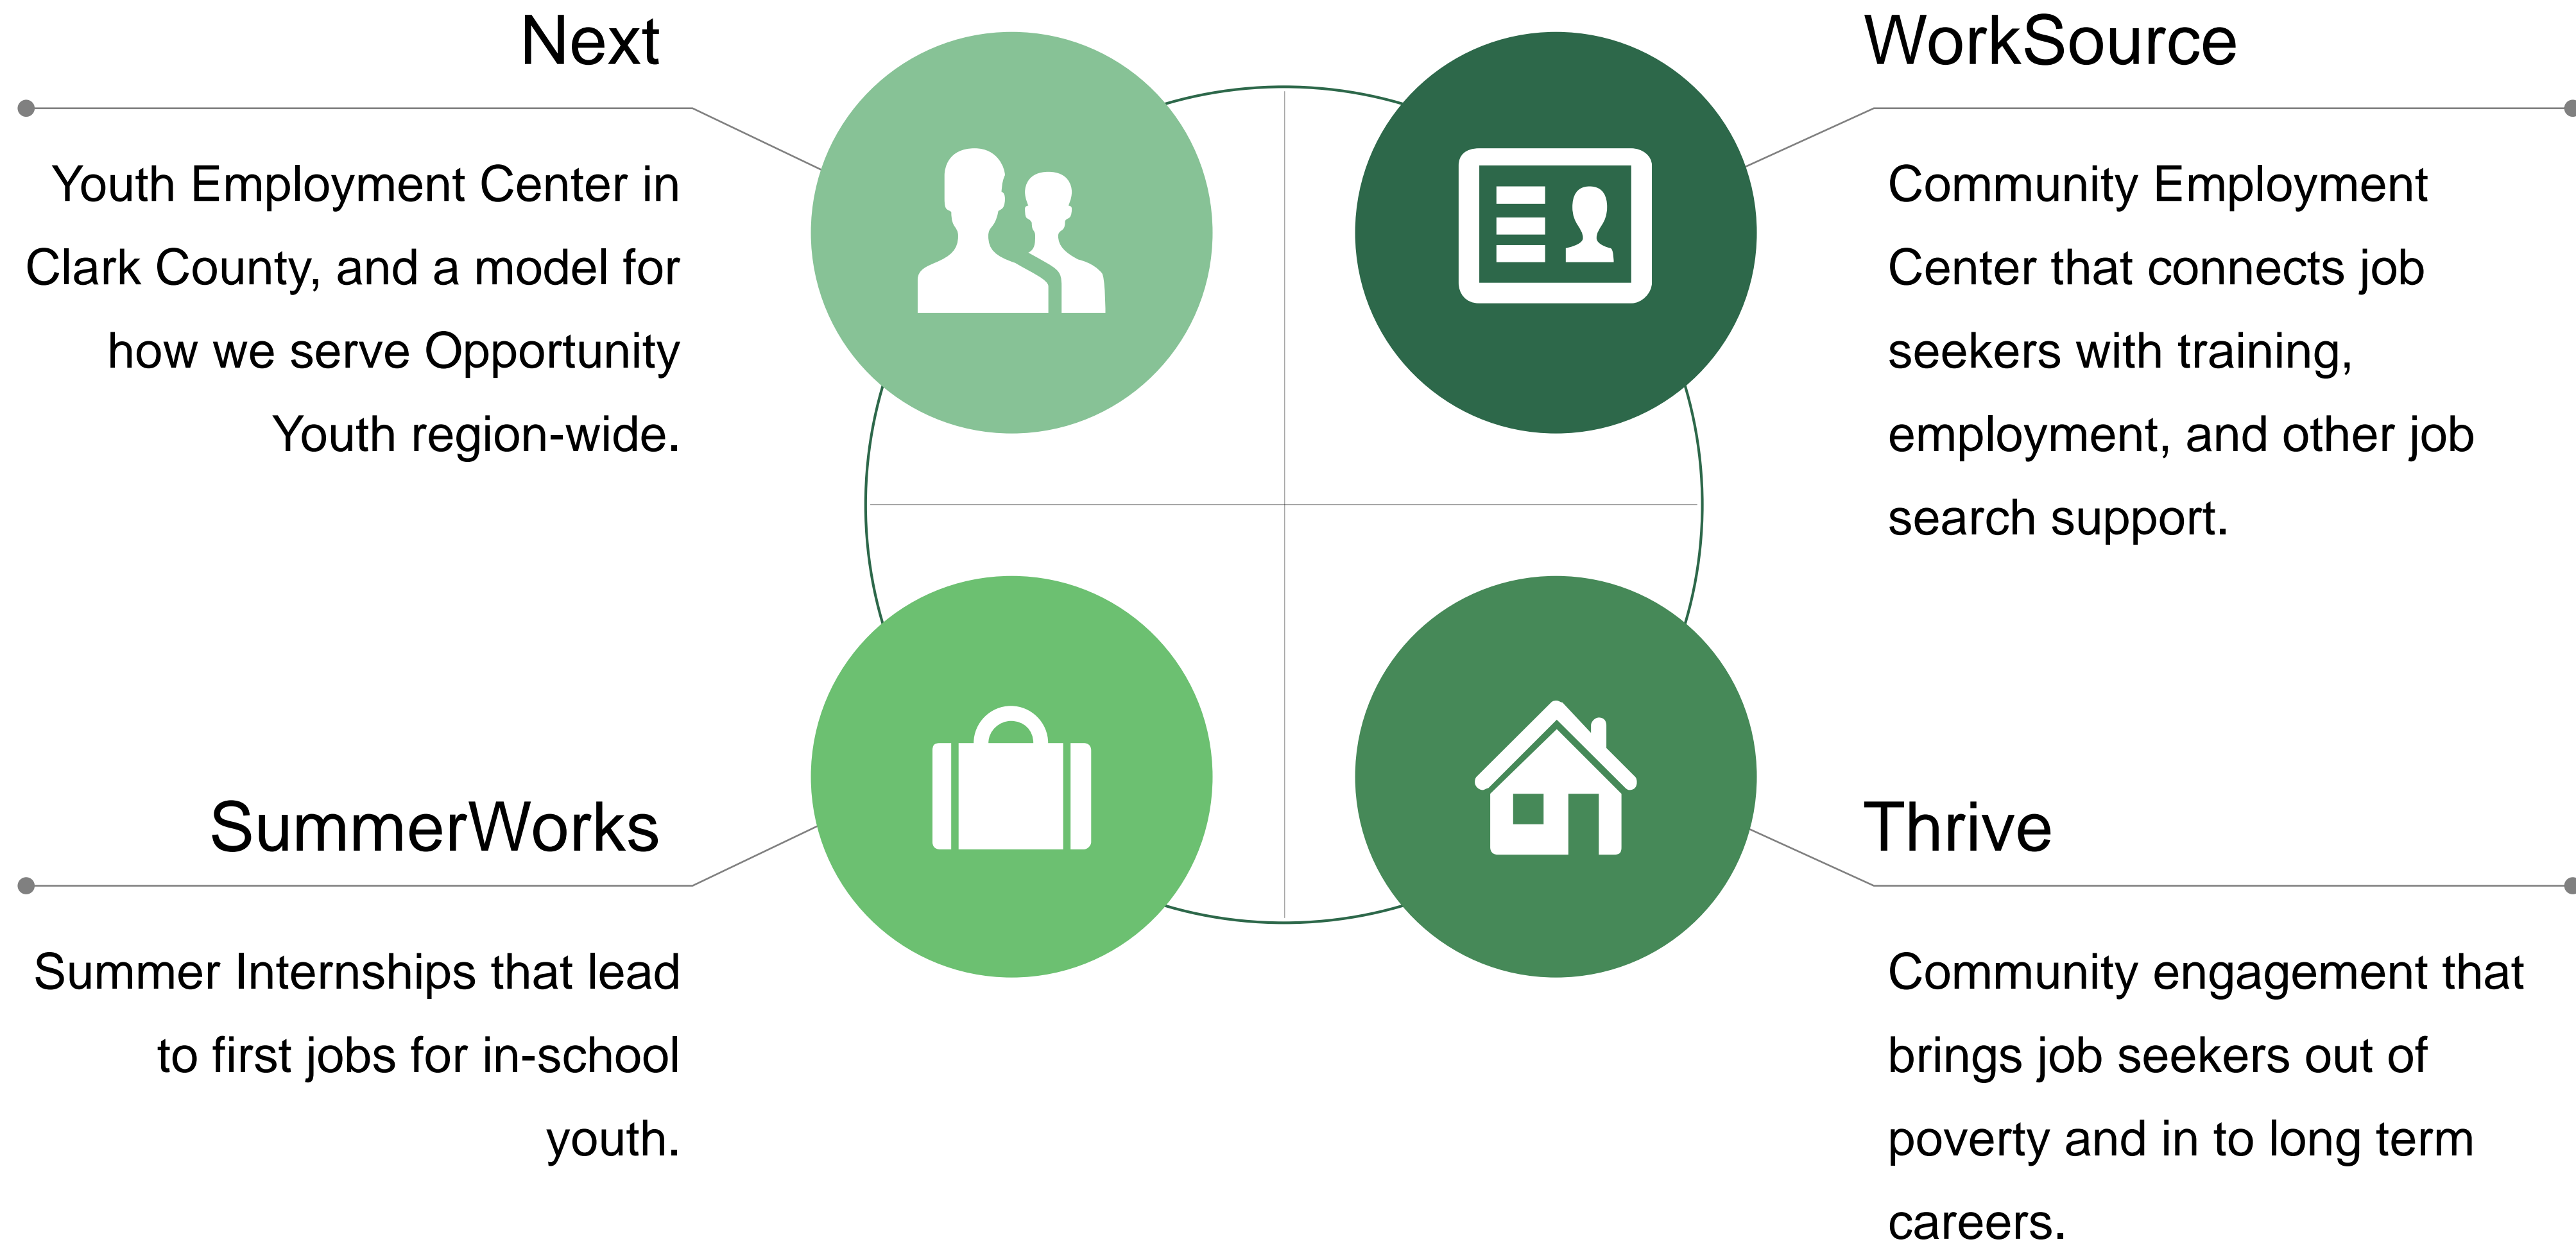 Next
Youth Employment Center in
Clark County, and a model for
how we serve Opportunity
Youth region-wide.
WorkSource
Community Employment
Center that connects job
seekers with training,
employment, and other job
search support.
SummerWorks
Summer Internships that lead
to first jobs for in-school
youth.
Thrive
Community engagement that
brings job seekers out of
poverty and in to long term
careers.